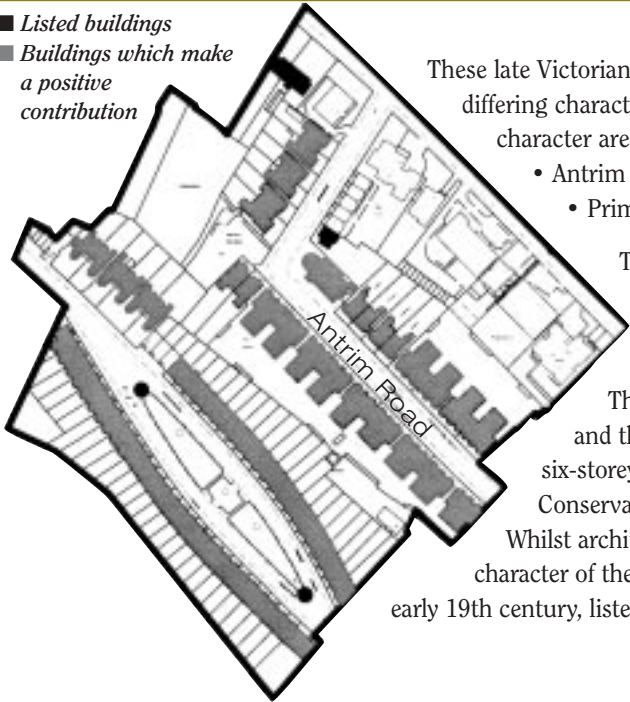 Listed buildings
Buildings which make
a positive
contribution
Antrim Road
These late Victorian
differing charact
character are
• Antrim
• Prim
T
Th
and th
six-storey
Conserva
Whilst archi
character of the
early 19th century, liste